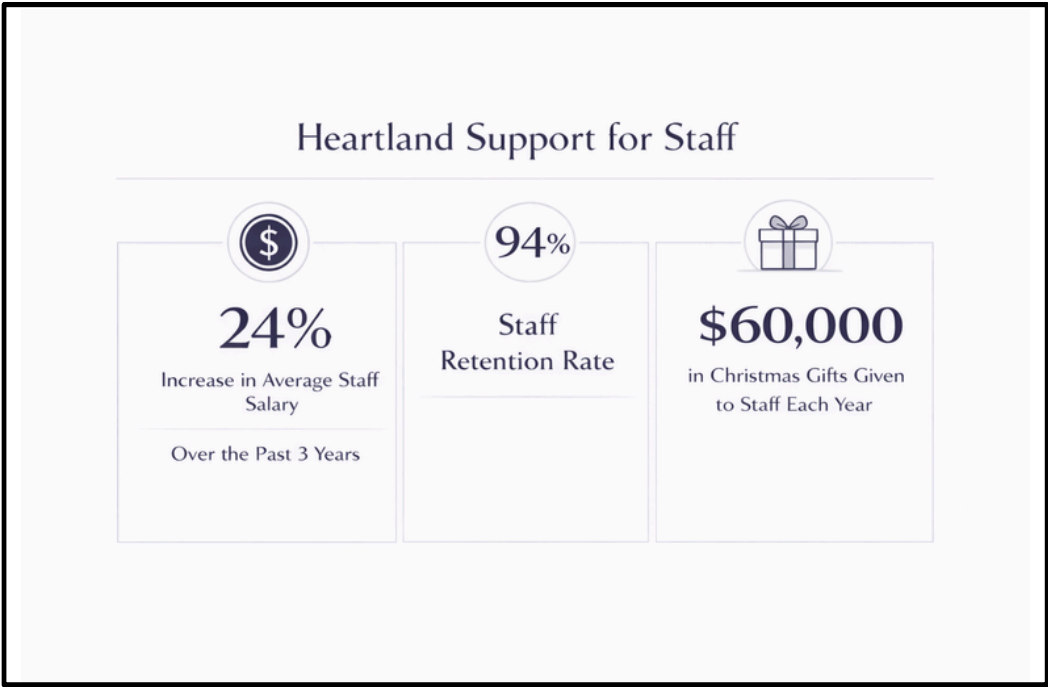 Heartland Support for Staff
$
24%
Increase in Average Staff
Salary
Over the Past 3 Years
94%
Staff
Retention Rate
$60,000
in Christmas Gifts Given
to Staff Each Year